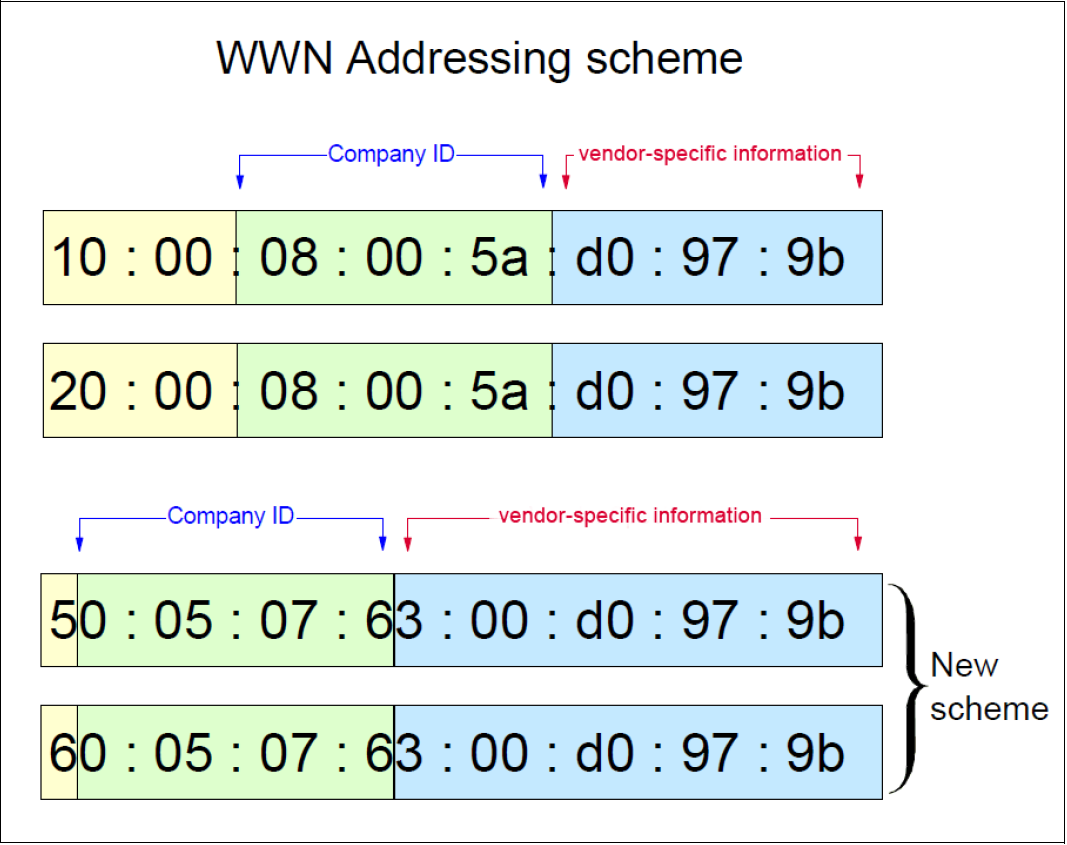 WWN Addressing scheme
Company ID vendor-specific information
10 : 00 : 08 : 00 : 5a : d0 : 97 : 9b
20 : 00 : 08 : 00 : 5a : d0 : 97 : 9b
Company ID vendor-specific information
50 : 05 : 07 : 63 : 00 : d0 : 97 : 9b
New
scheme
60 : 05 : 07 : 63 : 00 : d0 : 97 : 9b